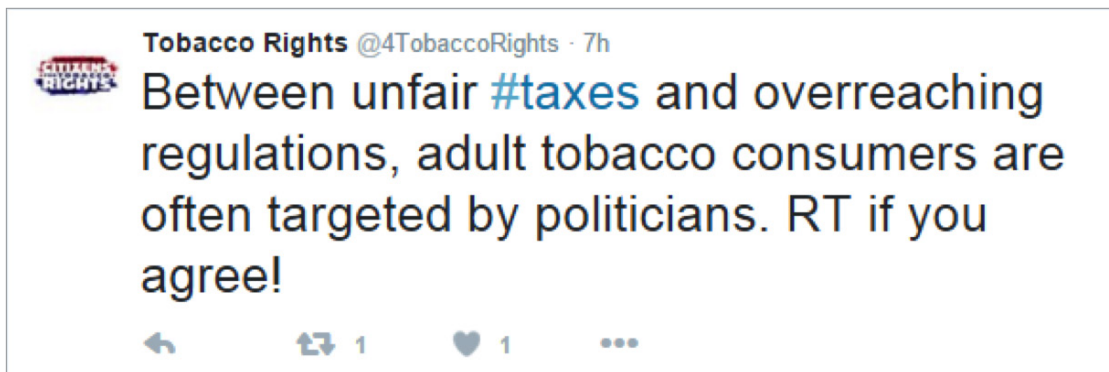 Tobacco Rights @4TobaccoRights · 7h
CITIZENS
RIGHTS
Between unfair #taxes and overreaching
regulations, adult tobacco consumers are
often targeted by politicians. RT if you
agree!
1 1